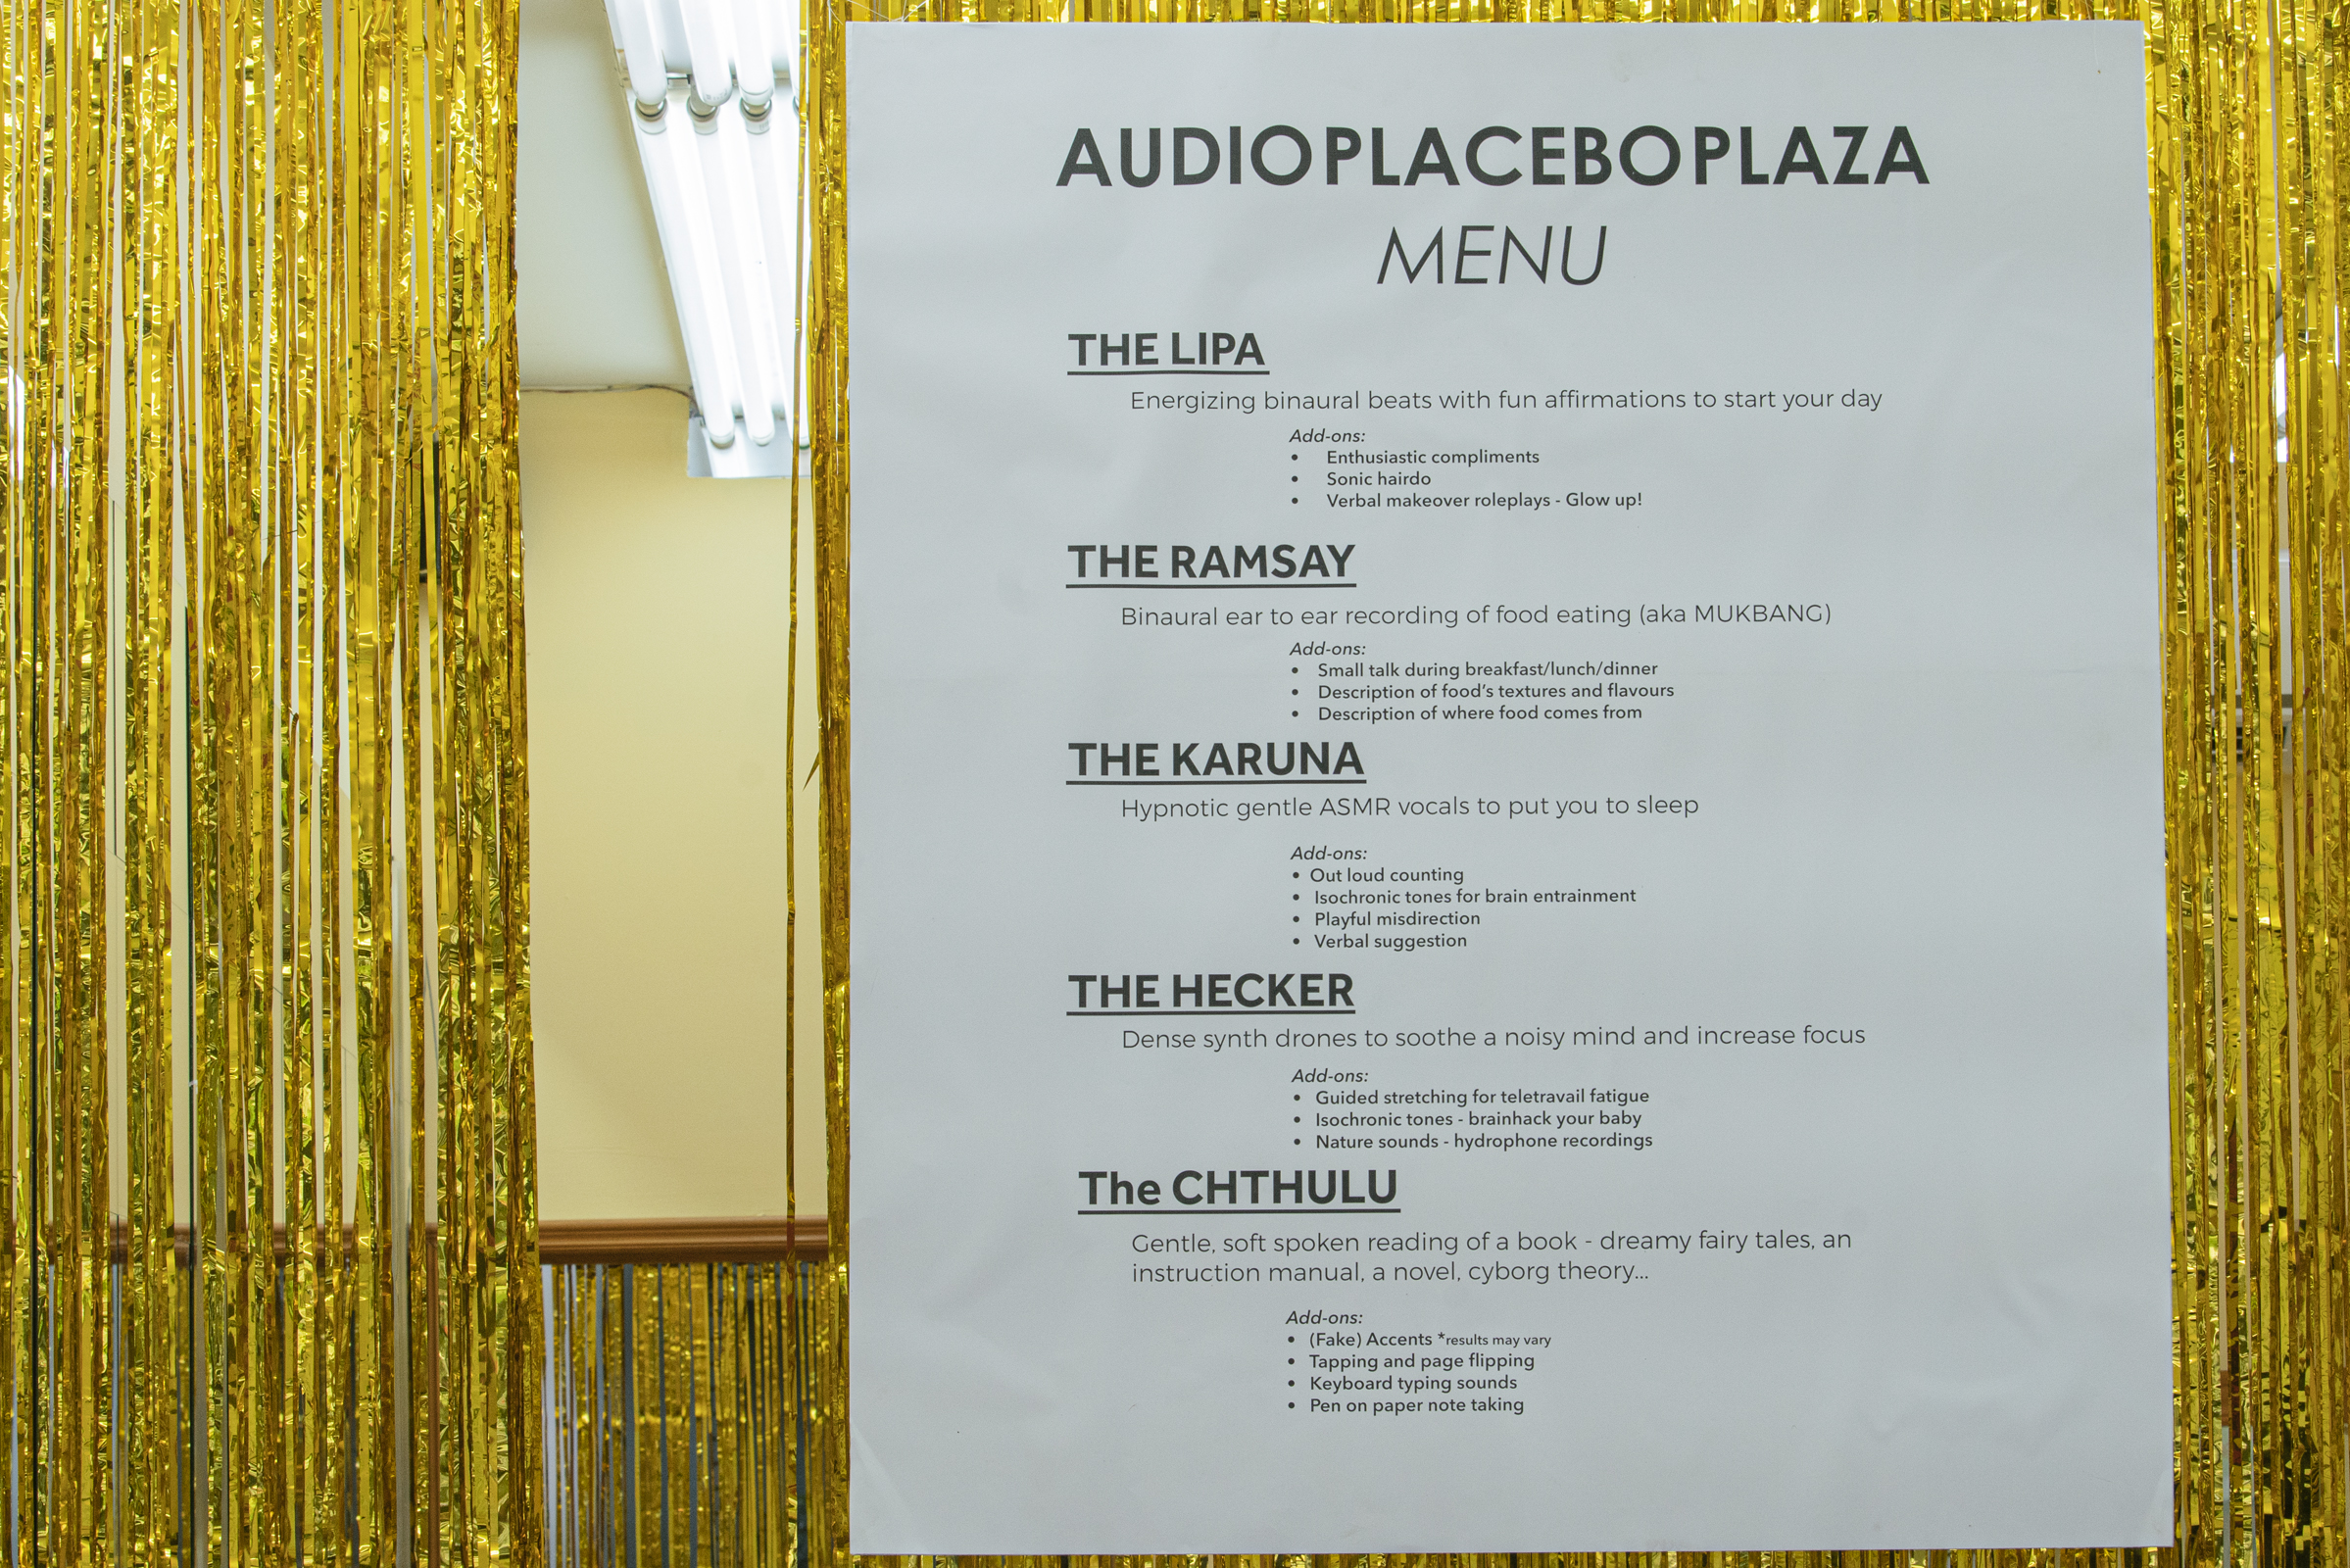 AUDIOPLACEBOPLAZA
MENU
THE LIPA
Energizing binaural beats with fun affirmations to start your day
Add-ons:
• Enthusiastic compliments
• Sonic hairdo
• Verbal makeover roleplays - Glow up!
THE RAMSAY
Binaural ear to ear recording of food eating (aka MUKBANG)
Add-ons:
• Small talk during breakfast/lunch/dinner
• Description of food's textures and flavours
• Description of where food comes from
THE KARUNA
Hypnotic gentle ASMR vocals to put you to sleep
Add-ons:
• Out loud counting
• Isochronic tones for brain entrainment
• Playful misdirection
• Verbal suggestion
THE HECKER
Dense synth drones to soothe a noisy mind and increase focus
Add-ons:
• Guided stretching for teletravail fatigue
• Isochronic tones - brainhack your baby
• Nature sounds - hydrophone recordings
The CHTHULU
Gentle, soft spoken reading of a book - dreamy fairy tales, an
instruction manual, a novel, cyborg theory...
Add-ons:
• (Fake) Accents *results may vary
• Tapping and page flipping
• Keyboard typing sounds
• Pen on paper note taking